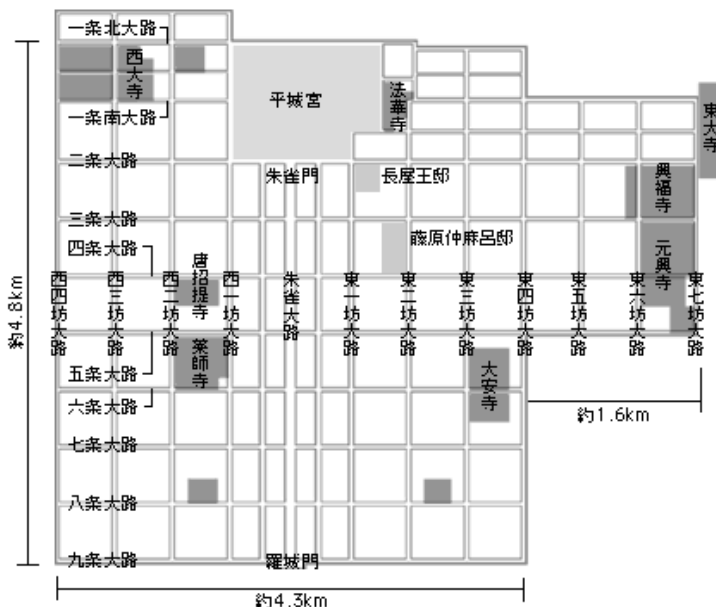 一条北大路
西大寺
平城宮
法華寺
東大寺
一条南大路
二条大路
朱雀門
長屋王邸
興福寺
三条大路
藤原仲麻呂邸
元興寺
四条大路
唐招提寺
西四坊大路
西三坊大路
西二坊大路
西一坊大路
朱雀大路
東一坊大路
東二坊大路
東三坊大路
東四坊大路
東五坊大路
東六坊大路
東七坊大路
約4.8km
薬師寺
大安寺
五条大路
六条大路
約1.6km
七条大路
八条大路
九条大路
羅城門
約4.3km